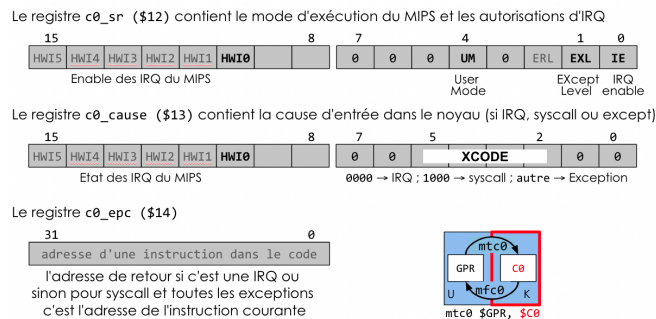 Le registre c0_sr ($12) contient le mode d'exécution du MIPS et les autorisations d'IRQ
15 8 7 4 1 0
HWI5 HWI4 HWI3 HWI2 HWI1 HWI0 0 0 0 UM 0 ERL EXL IE
Enable des IRQ du MIPS User EXcept IRQ
Mode Level enable
Le registre c0_cause ($13) contient la cause d'entrée dans le noyau (si IRQ, syscall ou except)
15 8 7 5 2 0
HWI5 HWI4 HWI3 HWI2 HWI1 HWI0 0 0 XCODE 0 0
Etat des IRQ du MIPS 0000 → IRQ ; 1000 → syscall ; autre → Exception
Le registre c0_epc ($14)
31 0
adresse d'une instruction dans le code
l'adresse de retour si c'est une IRQ ou
sinon pour syscall et toutes les exceptions
c'est l'adresse de l'instruction courante
mtc0
GPR C0
U mfc0 K
mtc0 $GPR, $C0